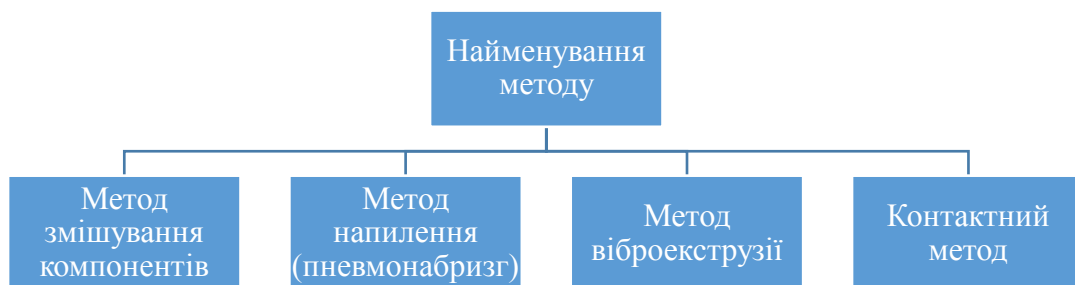 Найменування
методу
Метод
змішування
компонентів
Метод
напилення
(пневмонабризг)
Метод
віброекструзії
Контактний
метод